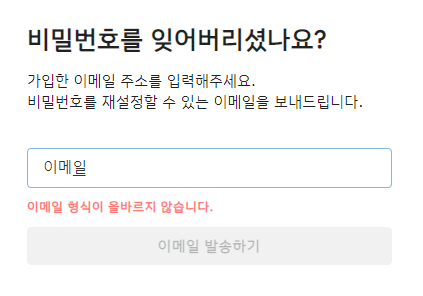 비밀번호를 잊어버리셨나요?
가입한 이메일 주소를 입력해주세요.
비밀번호를 재설정할 수 있는 이메일을 보내드립니다.
이메일
이메일 형식이 올바르지 않습니다.
이메일 발송하기